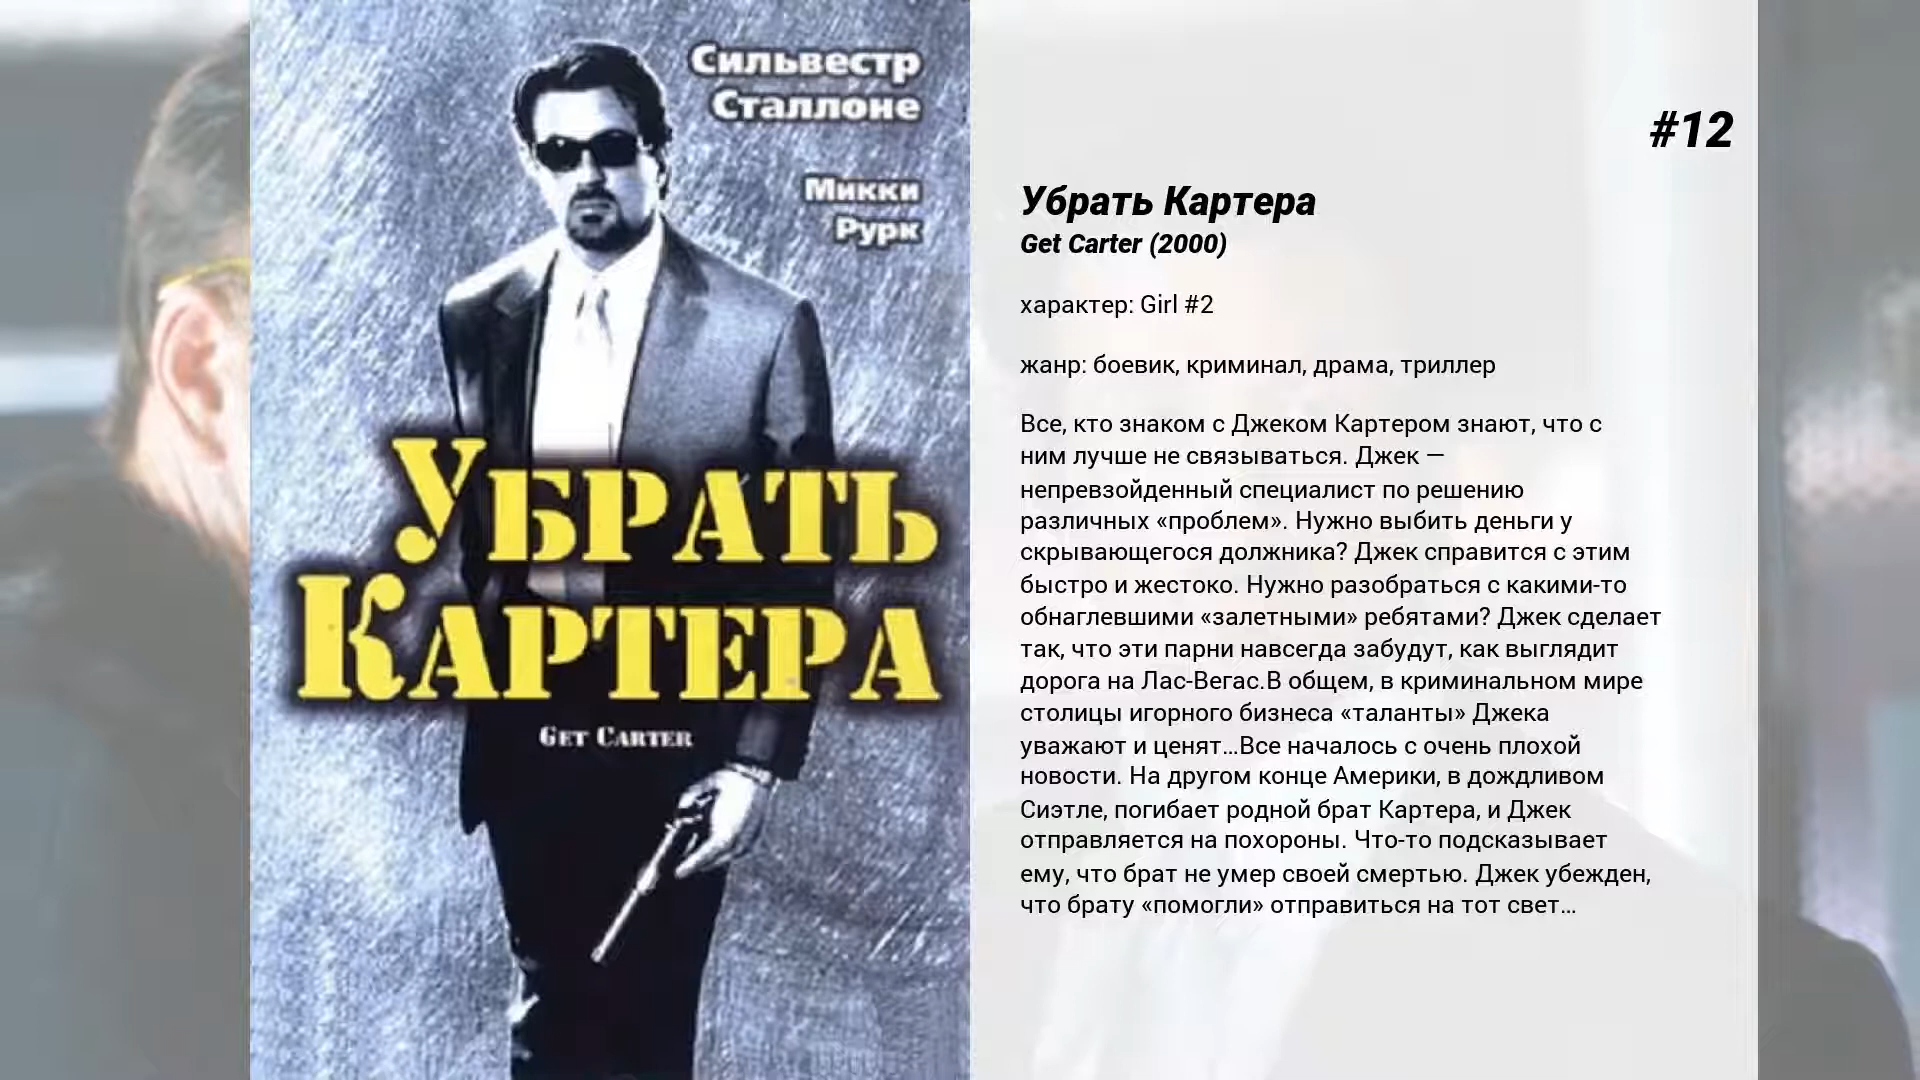 Сильвестр
Сталлоне
Микки
Рурк
Убрать
Картера
Get Carter
#12
Убрать Картера
Get Carter (2000)
характер: Girl #2
жанр: боевик, криминал, драма, триллер
Все, кто знаком с Джеком Картером знают, что с
ним лучше не связываться. Джек —
непревзойденный специалист по решению
различных «проблем». Нужно выбить деньги у
скрывающегося должника? Джек справится с этим
быстро и жестоко. Нужно разобраться с какими-то
обнаглевшими «залетными» ребятами? Джек сделает
так, что эти парни навсегда забудут, как выглядит
дорога на Лас-Вегас.В общем, в криминальном мире
столицы игорного бизнеса «таланты» Джека
уважают и ценят…Все началось с очень плохой
новости. На другом конце Америки, в дождливом
Сиэтле, погибает родной брат Картера, и Джек
отправляется на похороны. Что-то подсказывает
ему, что брат не умер своей смертью. Джек убежден,
что брату «помогли» отправиться на тот свет…